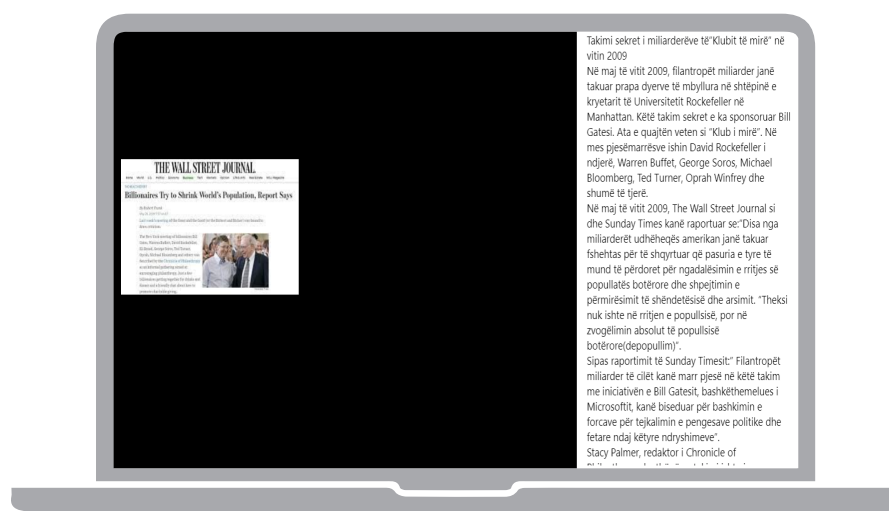 THE WALL STREET JOURNAL.
Billionaires Try to Shrink World's Population, Report Says
Takimi sekret i miliarderëve të"Klubit të mirë" në
vitin 2009
Në maj të vitit 2009, filantropët miliarder janë
takuar prapa dyerve të mbyllura në shtëpinë e
kryetarit të Universitetit Rockefeller në
Manhattan. Këtë takim sekret e ka sponsoruar Bill
Gatesi. Ata e quajtën veten si "Klub i mirë". Në
mes pjesëmarrësve ishin David Rockefeller i
ndjerë, Warren Buffet, George Soros, Michael
Bloomberg, Ted Turner, Oprah Winfrey dhe
shumë të tjerë.
Në maj të vitit 2009, The Wall Street Journal si
dhe Sunday Times kanë raportuar se:"Disa nga
miliarderët udhëheqës amerikan janë takuar
fshehtas për të shqyrtuar që pasuria e tyre të
mund të përdoret për ngadalësimin e rritjes së
popullatës botërore dhe shpejtimin e
përmirësimit të shëndetësisë dhe arsimit. "Theksi
nuk ishte në rritjen e popullsisë, por në
zvogëlimin absolut të popullsisë
botërore(depopullim)".
Sipas raportimit të Sunday Timesit:" Filantropët
miliarder të cilët kanë marr pjesë në këtë takim
me iniciativën e Bill Gatesit, bashkëthemelues i
Microsoftit, kanë biseduar për bashkimin e
forcave për tejkalimin e pengesave politike dhe
fetare ndaj këtyre ndryshimeve".
Stacy Palmer, redaktor i Chronicle of